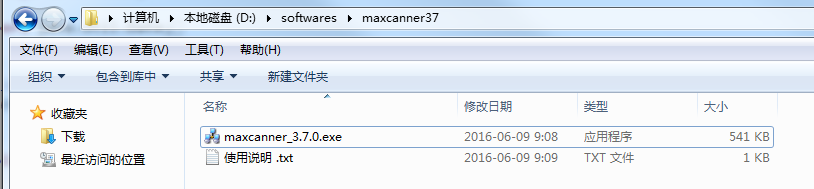 计算机 ▸ 本地磁盘 (D:) ▸ softwares ▸ maxcanner37
文件(F) 编辑(E) 查看(V) 工具(T) 帮助(H)
组织 包含到库中 共享 新建文件夹
收藏夹 名称 修改日期 类型 大小
下载 maxcanner_3.7.0.exe 2016-06-09 9:08 应用程序 541 KB
最近访问的位置 使用说明 .txt 2016-06-09 9:09 TXT 文件 1 KB